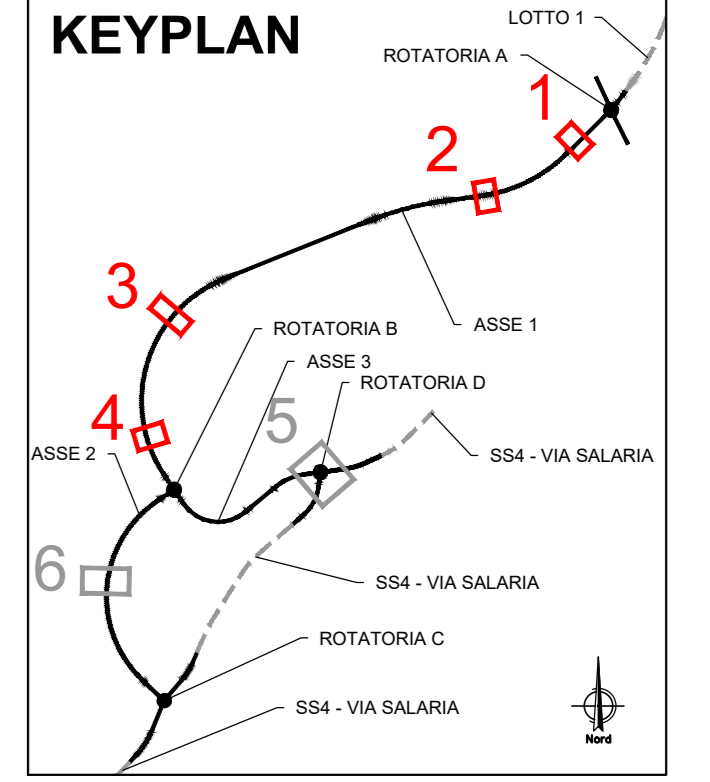 KEYPLAN
LOTTO 1
ROTATORIA A
1
2
3
ROTATORIA B
ASSE 1
ASSE 3
ROTATORIA D
4
5
ASSE 2
SS4 - VIA SALARIA
6
SS4 - VIA SALARIA
ROTATORIA C
SS4 - VIA SALARIA
Nord